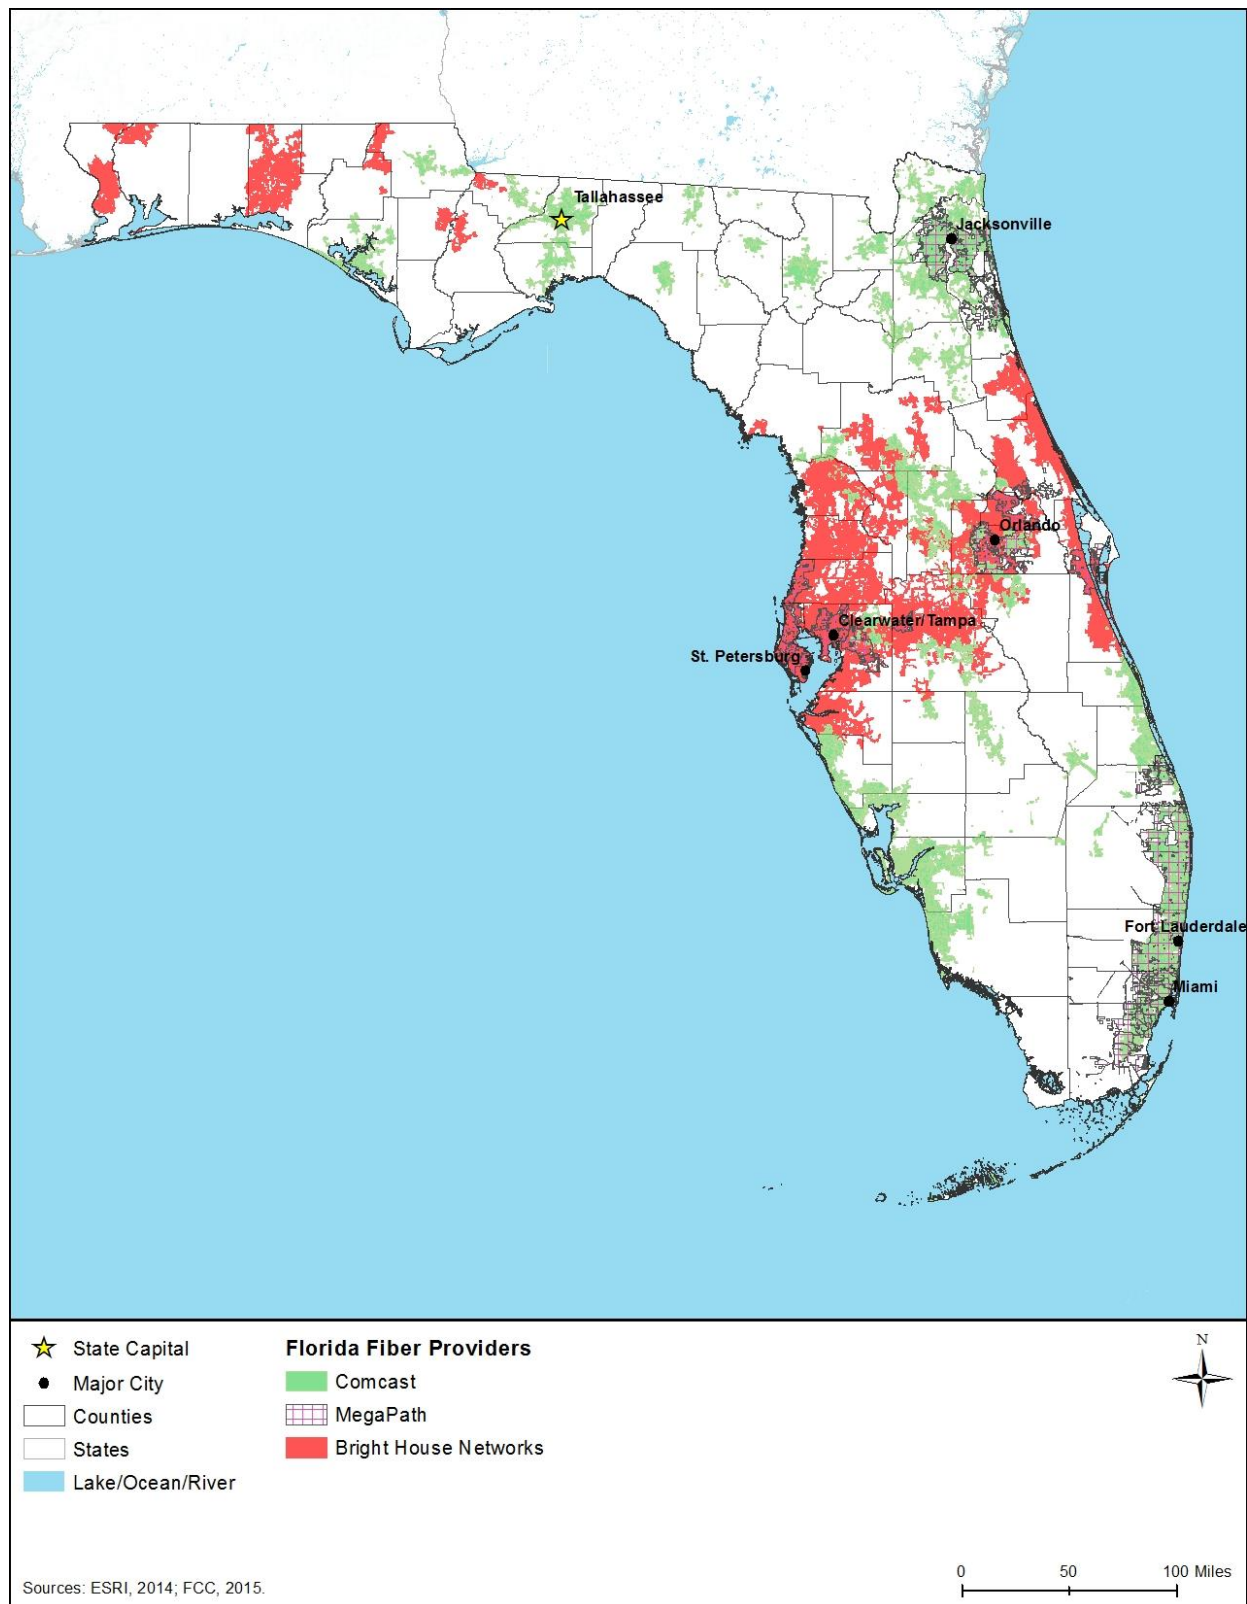 Tallahassee
Jacksonville
Orlando
Clearwater/Tampa
St. Petersburg
Fort Lauderdale
Miami
State Capital
Major City
Counties
States
Lake/Ocean/River
Florida Fiber Providers
Comcast
MegaPath
Bright House Networks
N
Sources: ESRI, 2014; FCC, 2015.
0 50 100 Miles